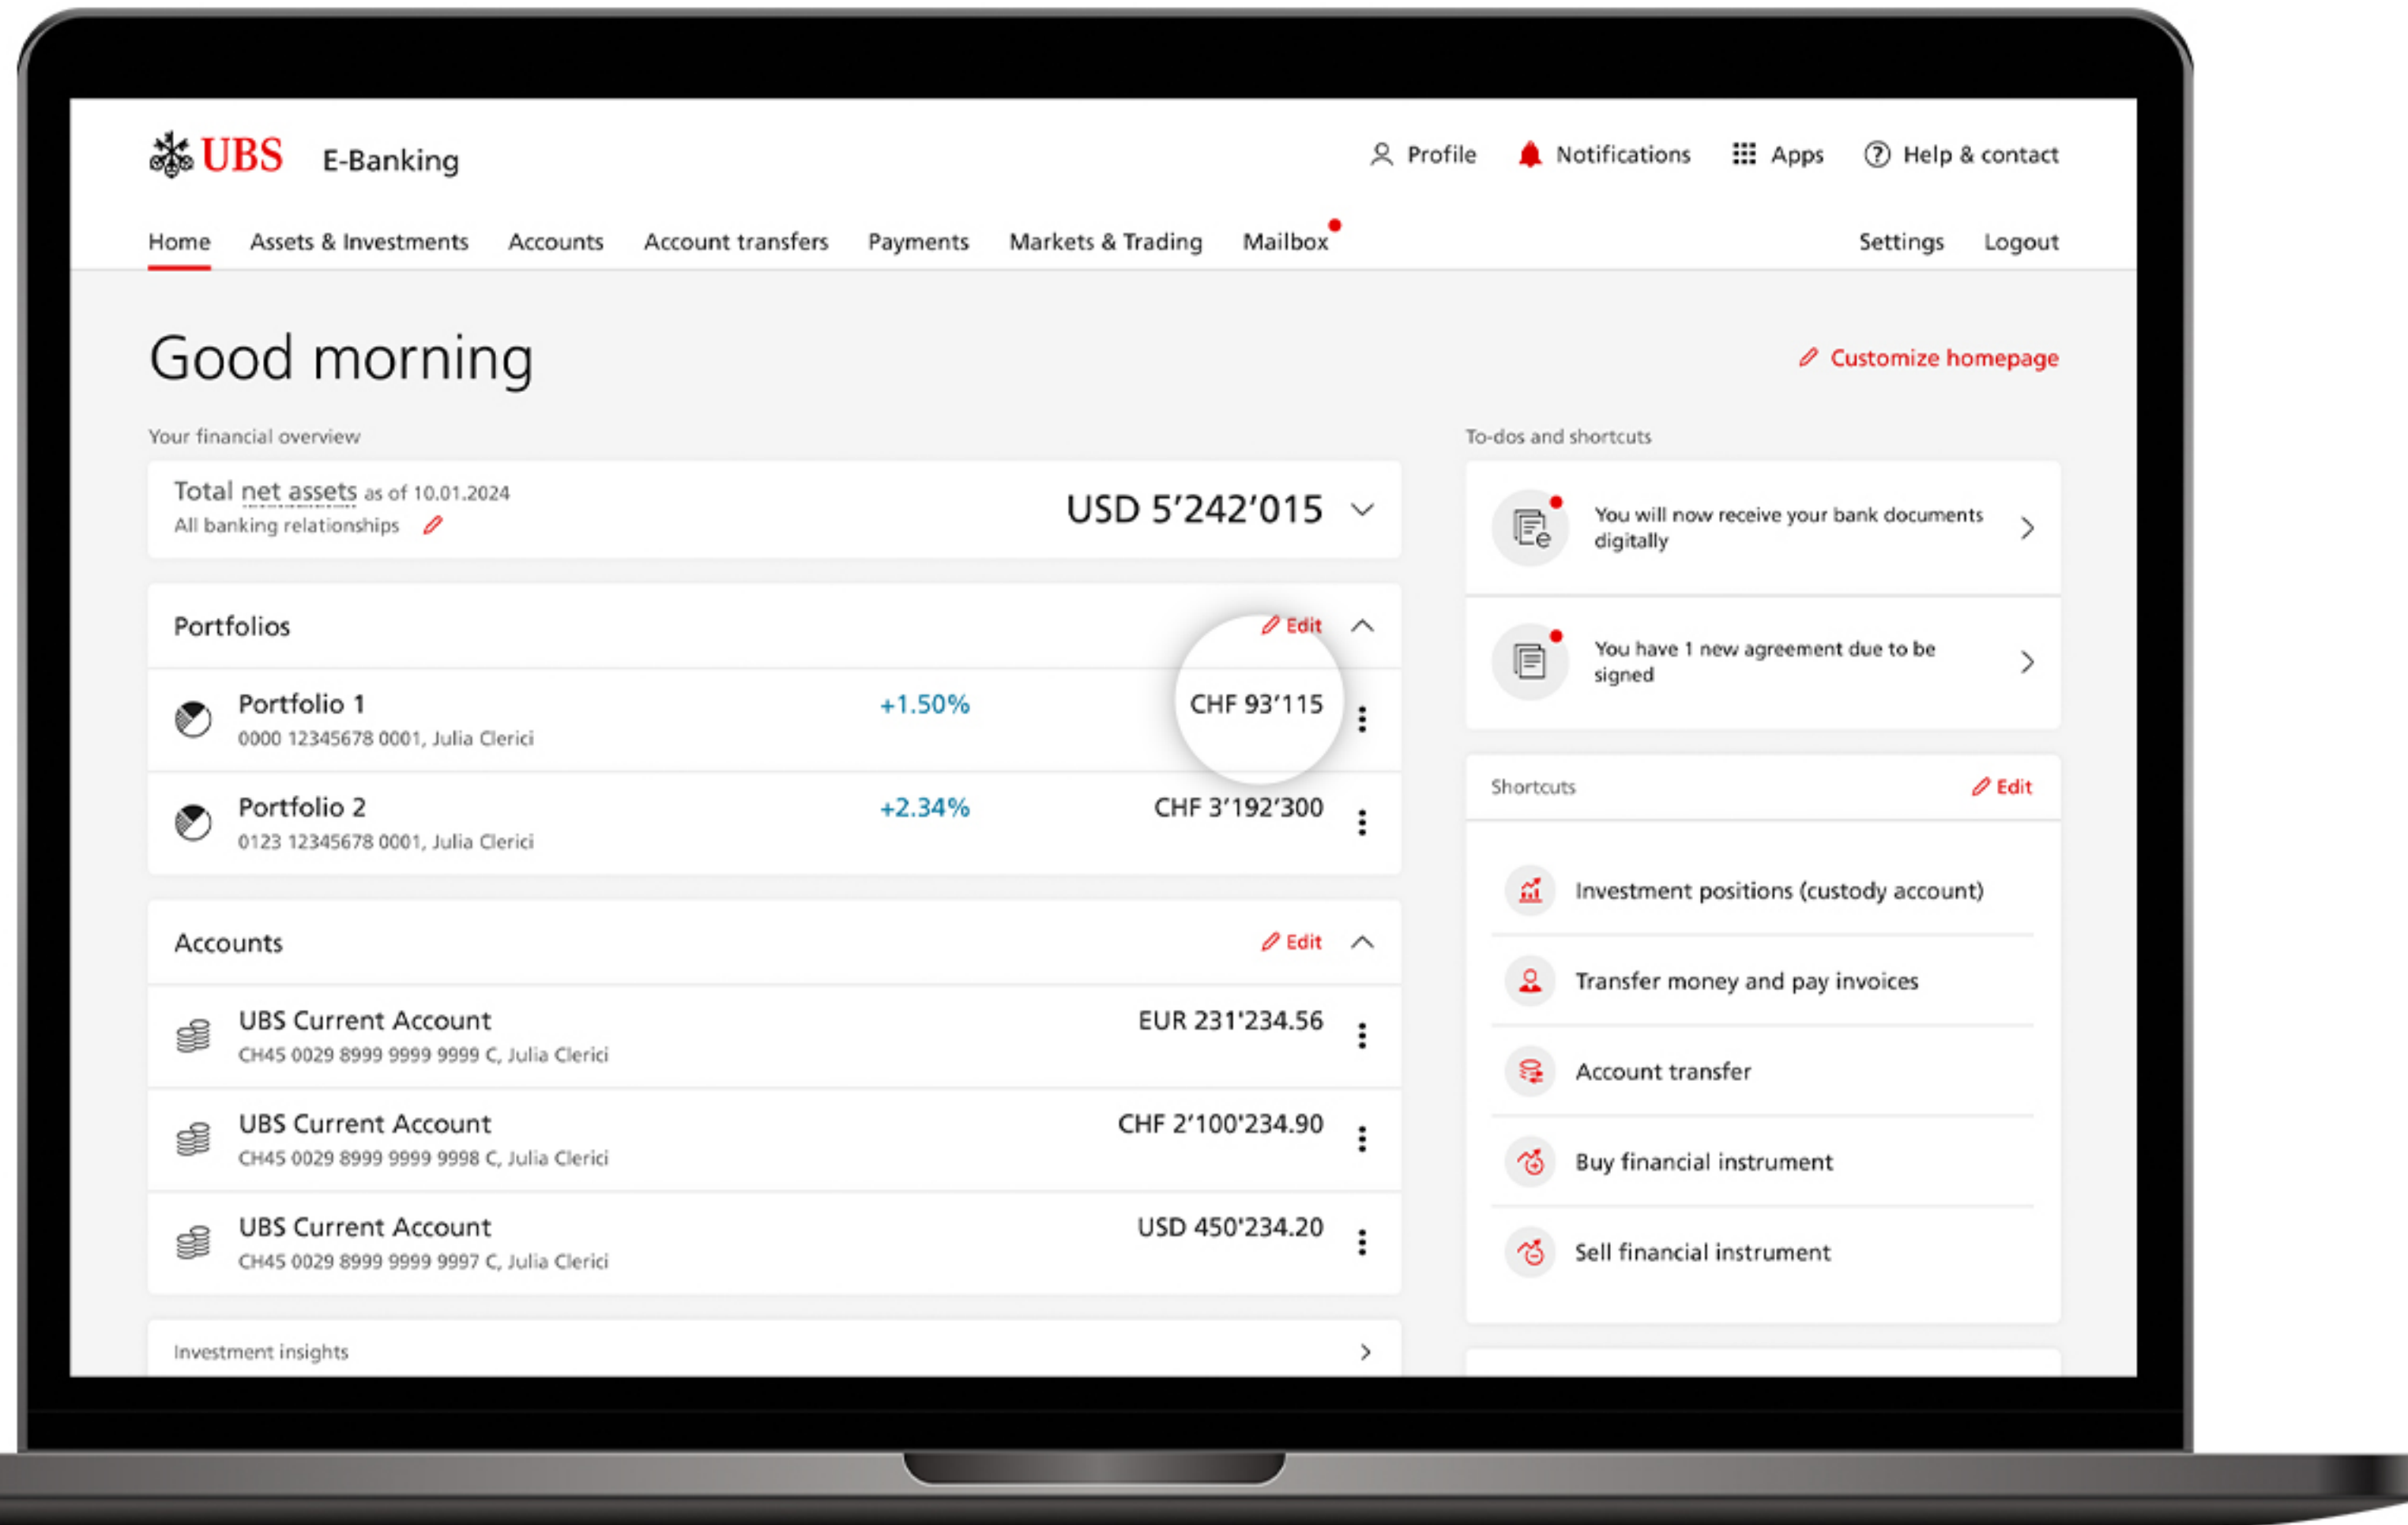 UBS E-Banking
Profile Notifications Apps Help & contact
Home Assets & Investments Accounts Account transfers Payments Markets & Trading Mailbox Settings Logout
Good morning
Customize homepage
Your financial overview
Total net assets as of 10.01.2024
All banking relationships
USD 5’242’015
Portfolios
Edit
Portfolio 1
0000 12345678 0001, Julia Clerici
+1.50%
CHF 93’115
Portfolio 2
0123 12345678 0001, Julia Clerici
+2.34%
CHF 3’192’300
Accounts
Edit
UBS Current Account
CH45 0029 8999 9999 9999 C, Julia Clerici
EUR 231'234.56
UBS Current Account
CH45 0029 8999 9999 9998 C, Julia Clerici
CHF 2’100'234.90
UBS Current Account
CH45 0029 8999 9999 9997 C, Julia Clerici
USD 450'234.20
Investment insights
To-dos and shortcuts
You will now receive your bank documents
digitally
You have 1 new agreement due to be
signed
Shortcuts
Edit
Investment positions (custody account)
Transfer money and pay invoices
Account transfer
Buy financial instrument
Sell financial instrument